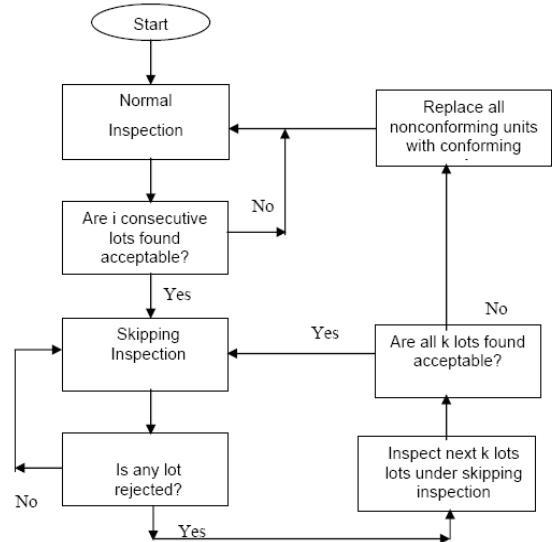 Start
Normal
Inspection
Are i consecutive
lots found
acceptable?
No
Yes
Skipping
Inspection
Is any lot
rejected?
No
Yes
Inspect next k lots
lots under skipping
inspection
Are all k lots found
acceptable?
Yes
No
Replace all
nonconforming units
with conforming